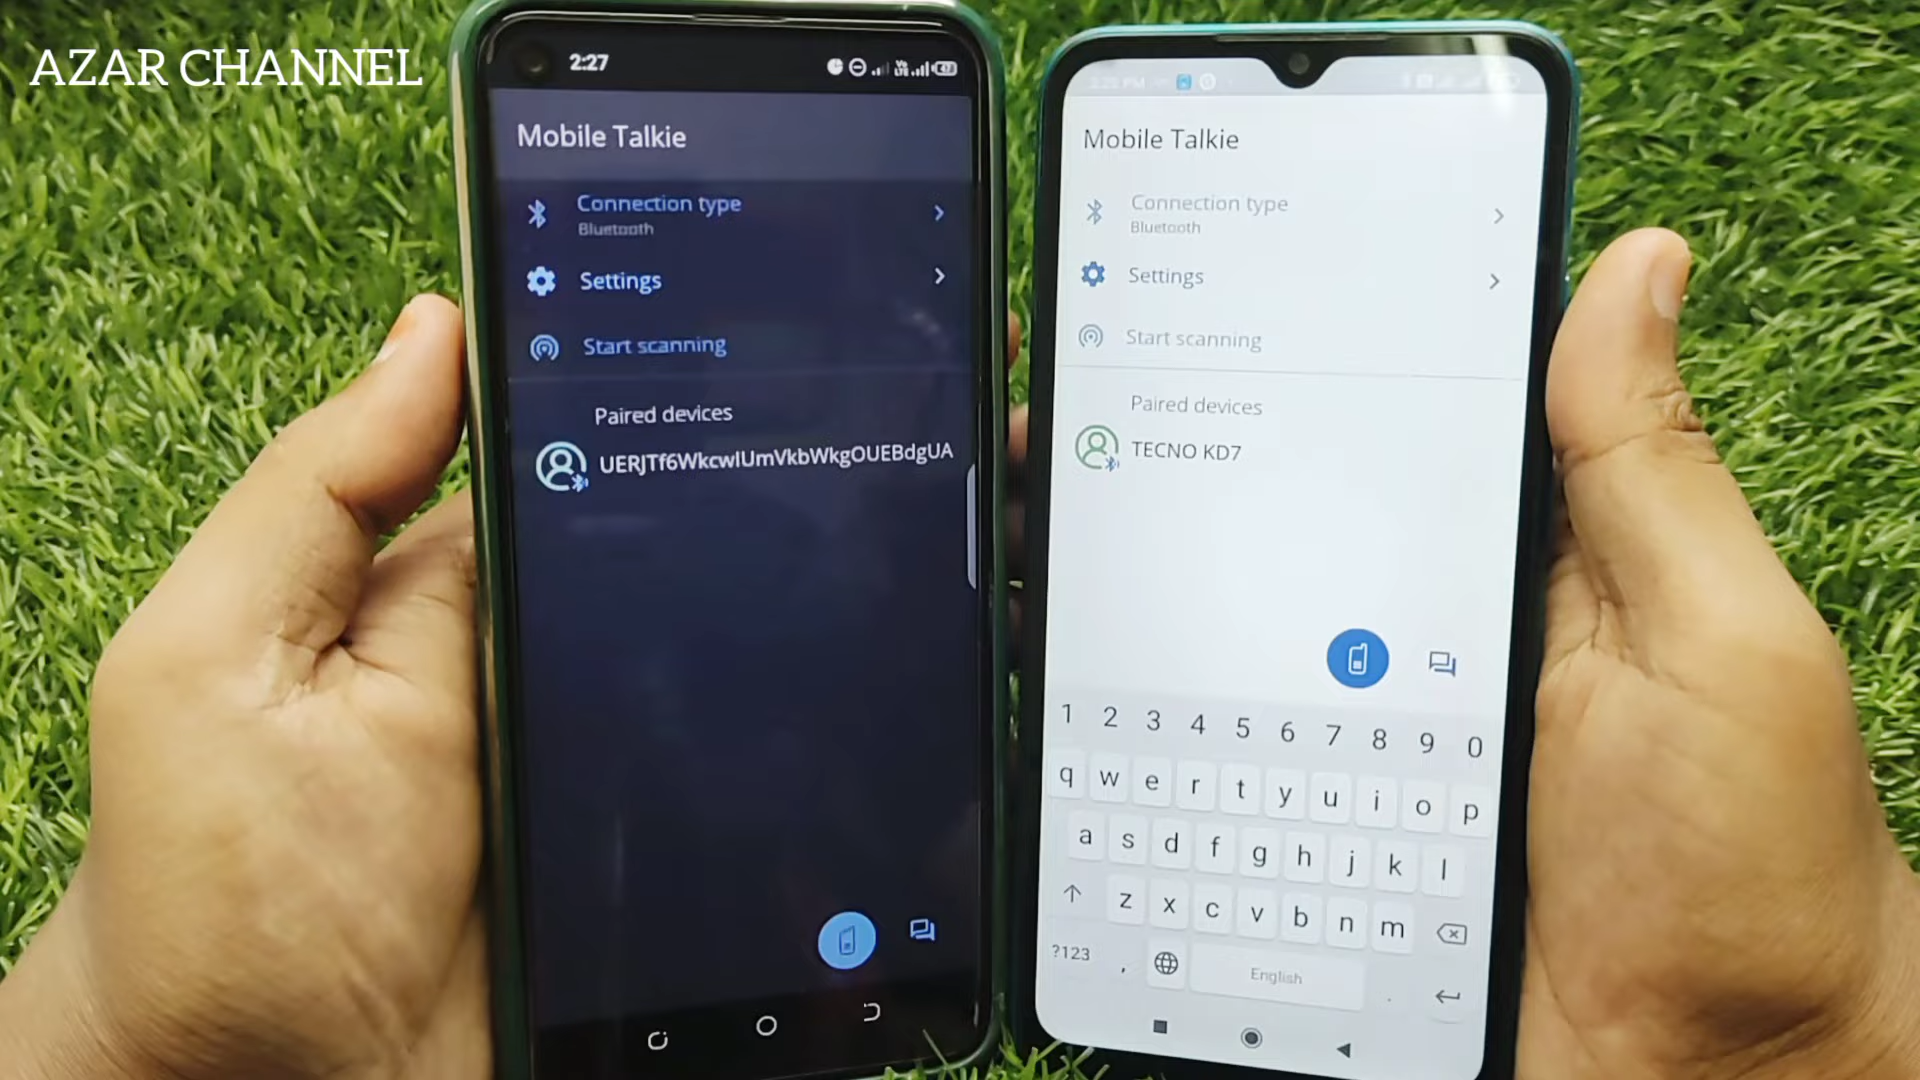 AZAR CHANNEL
2:27
Mobile Talkie
Connection type
Bluetooth
Settings
Start scanning
Paired devices
UERJTf6WkcwIUmVkbWkgOUEBdgUA
Mobile Talkie
Connection type
Bluetooth
Settings
Start scanning
Paired devices
TECNO KD7
1 2 3 4 5 6 7 8 9 0
q w e r t y u i o p
a s d f g h j k l
z x c v b n m
?123 , English .